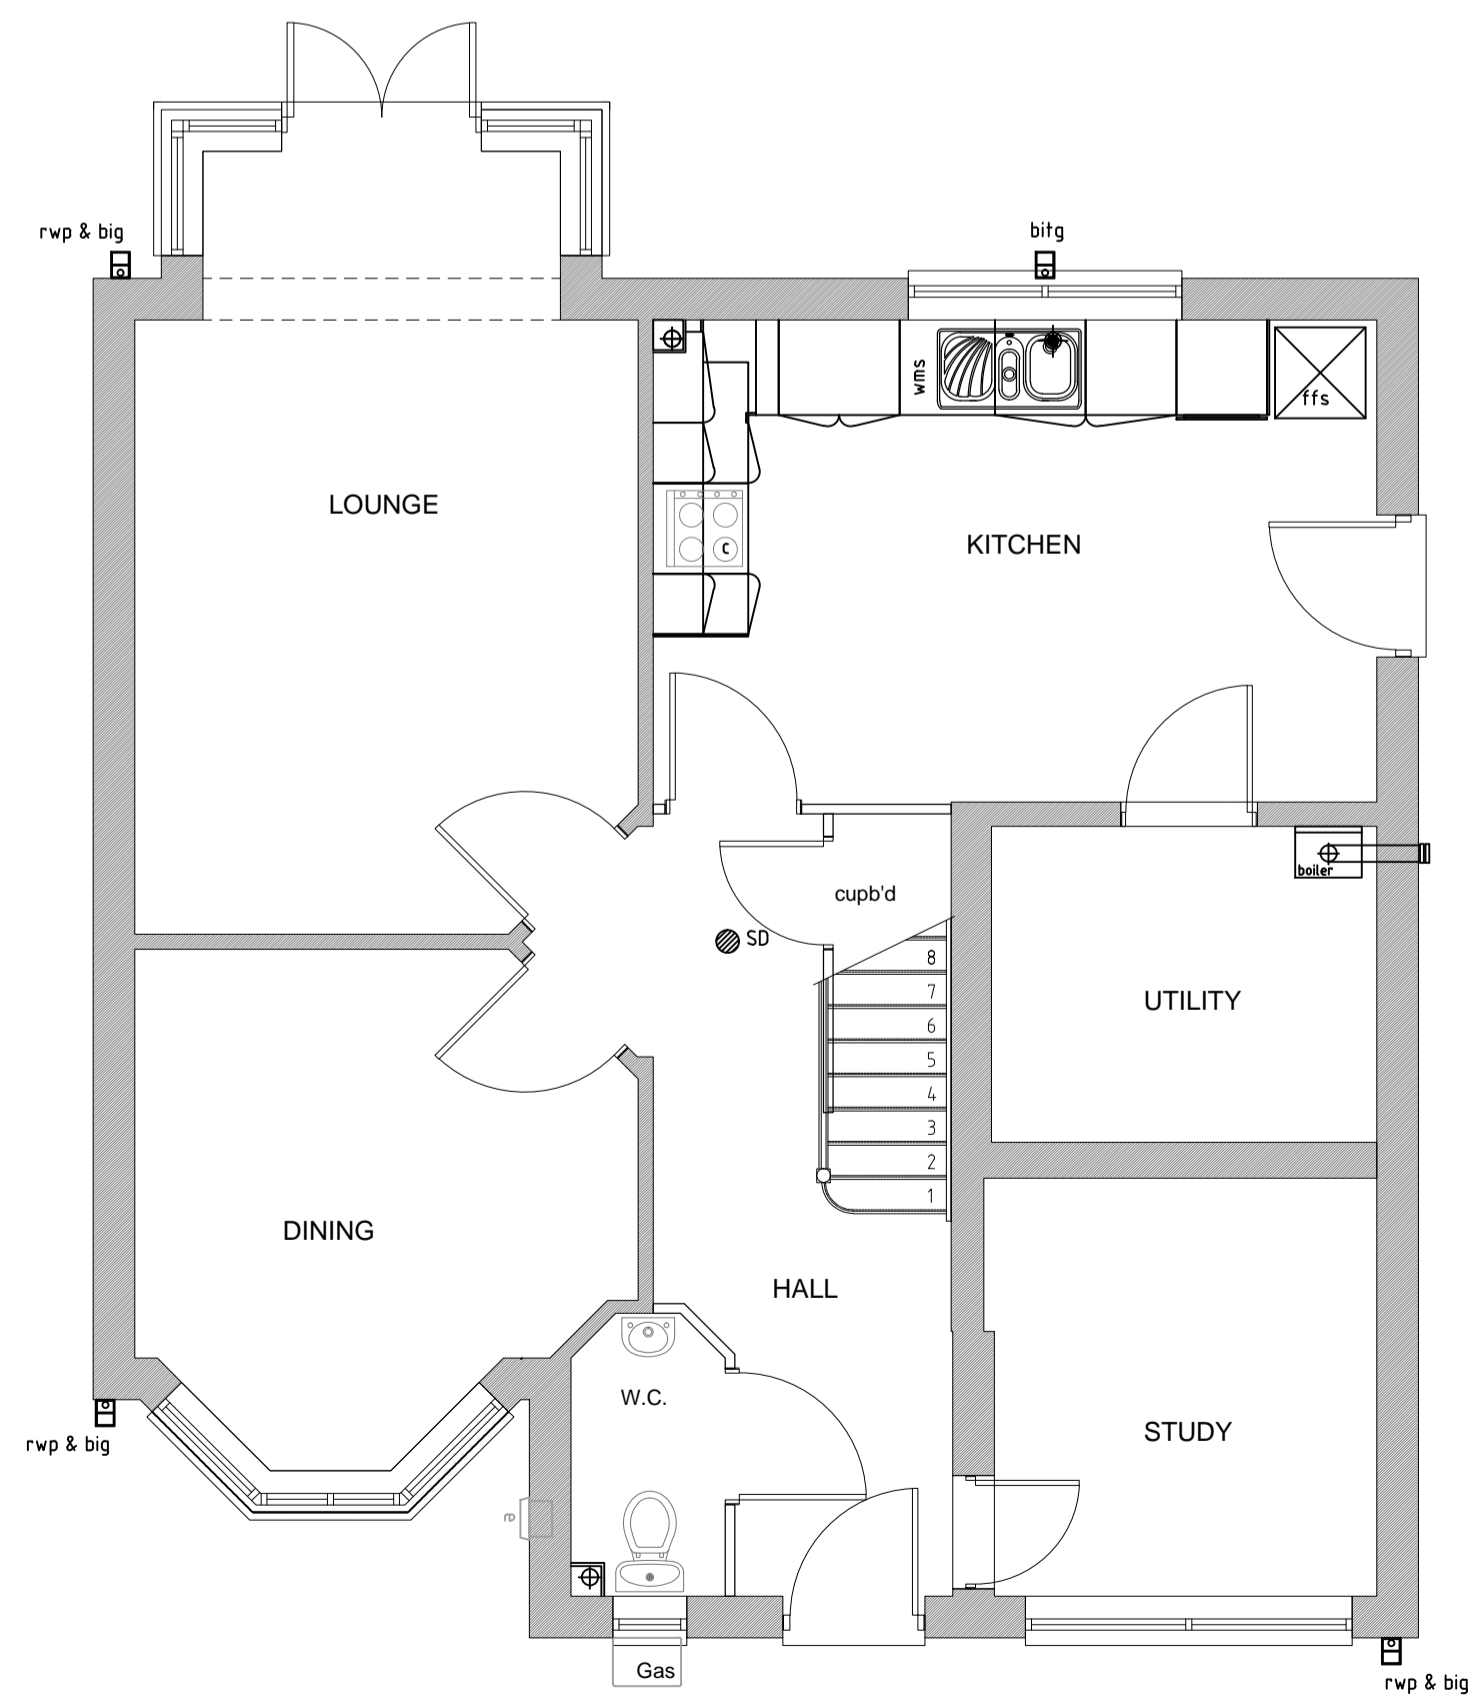 rwp & big
bitg
wms
ffs
LOUNGE
KITCHEN
c
boiler
cupb'd
SD
8
7
UTILITY
6
5
4
3
2
1
DINING
HALL
W.C.
STUDY
rwp & big
e
Gas
rwp & big